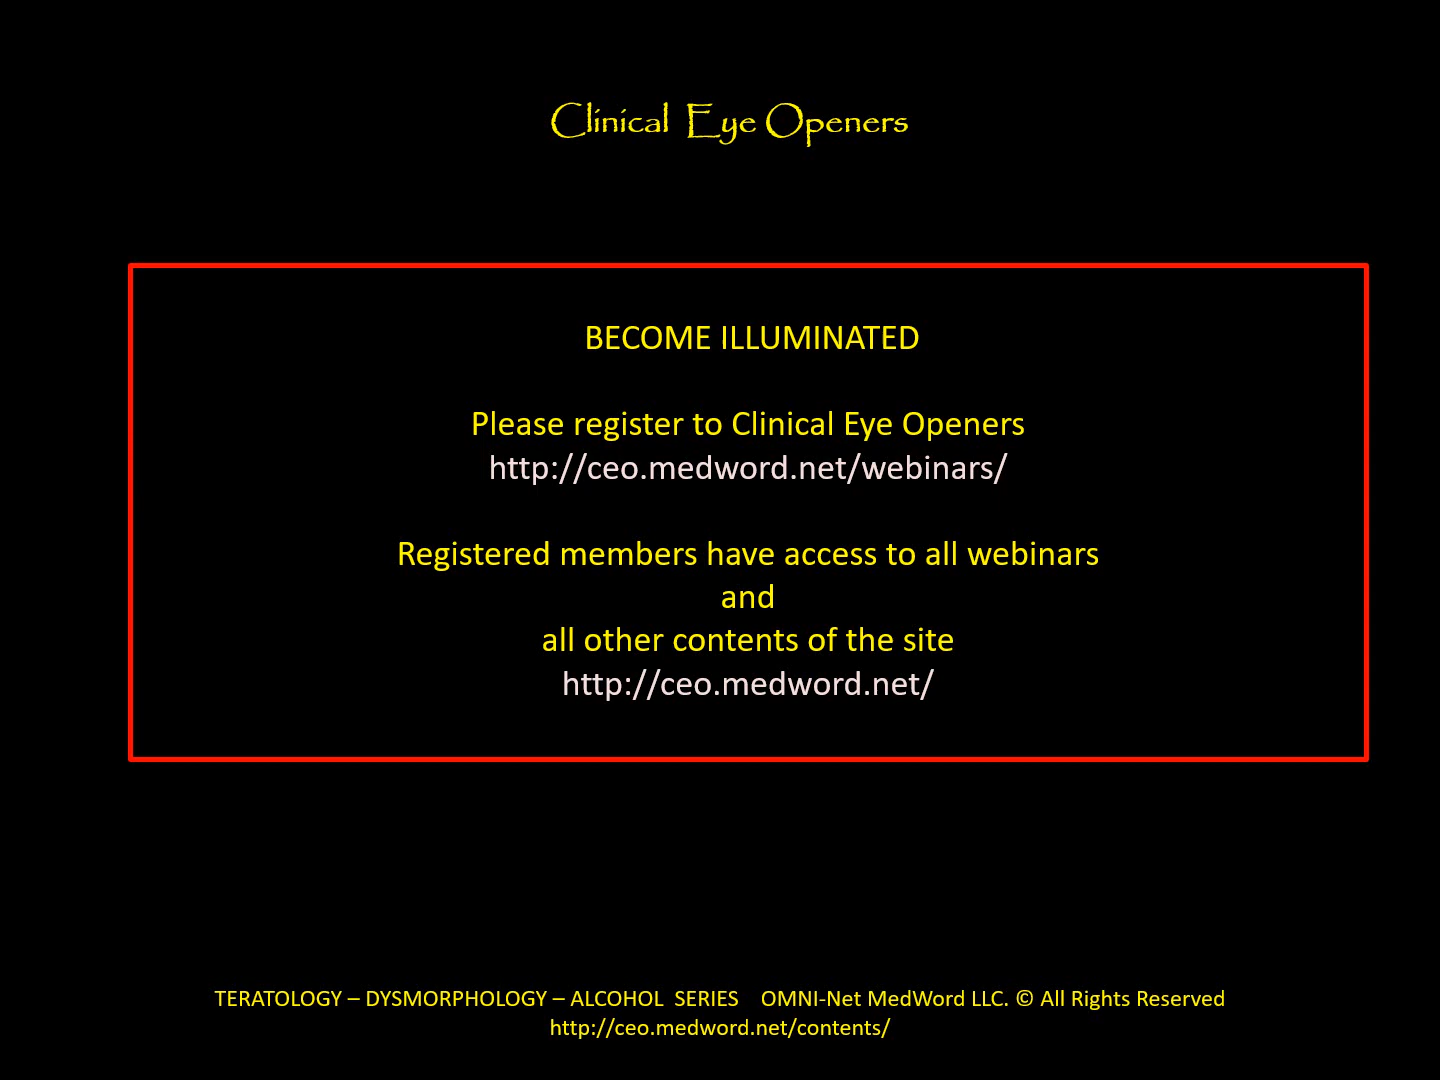 Clinical Eye Openers
BECOME ILLUMINATED
Please register to Clinical Eye Openers
http://ceo.medword.net/webinars/
Registered members have access to all webinars
and
all other contents of the site
http://ceo.medword.net/
TERATOLOGY – DYSMORPHOLOGY – ALCOHOL SERIES OMNI-Net MedWord LLC. © All Rights Reserved
http://ceo.medword.net/contents/